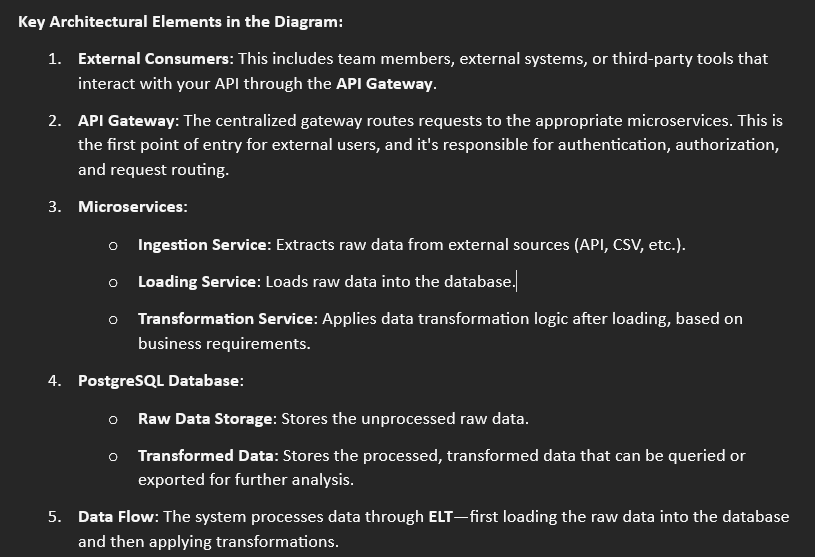 Key Architectural Elements in the Diagram:
1. External Consumers: This includes team members, external systems, or third-party tools that
interact with your API through the API Gateway.
2. API Gateway: The centralized gateway routes requests to the appropriate microservices. This is
the first point of entry for external users, and it's responsible for authentication, authorization,
and request routing.
3. Microservices:
o Ingestion Service: Extracts raw data from external sources (API, CSV, etc.).
o Loading Service: Loads raw data into the database.
o Transformation Service: Applies data transformation logic after loading, based on
business requirements.
4. PostgreSQL Database:
o Raw Data Storage: Stores the unprocessed raw data.
o Transformed Data: Stores the processed, transformed data that can be queried or
exported for further analysis.
5. Data Flow: The system processes data through ELT—first loading the raw data into the database
and then applying transformations.